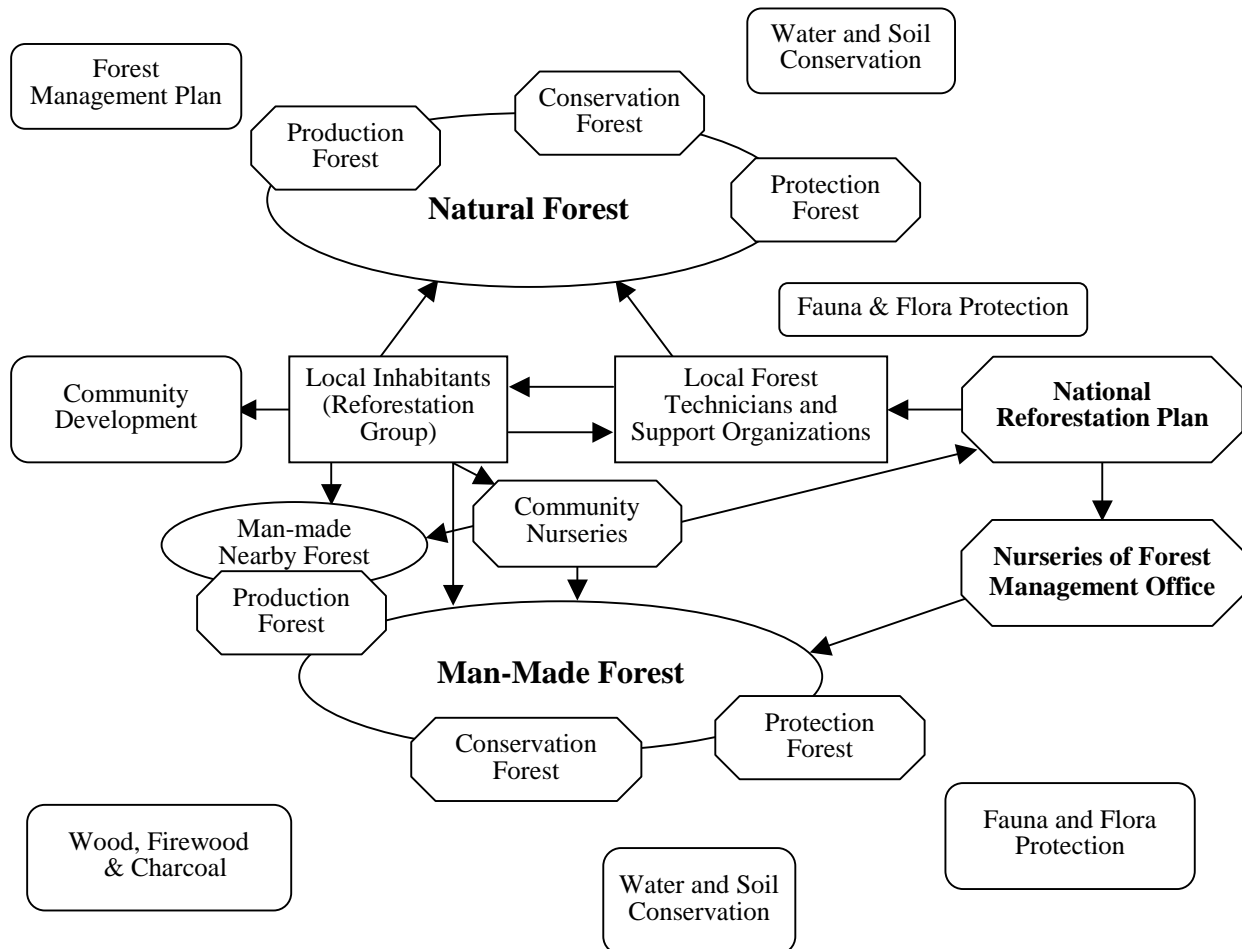 Water and Soil
Conservation
Forest
Management Plan
Conservation
Forest
Production
Forest
Protection
Forest
Natural Forest
Fauna & Flora Protection
Community
Development
Local Inhabitants
(Reforestation
Group)
Local Forest
Technicians and
Support Organizations
National
Reforestation Plan
Community
Nurseries
Man-made
Nearby Forest
Nurseries of Forest
Management Office
Production
Forest
Man-Made Forest
Protection
Forest
Conservation
Forest
Wood, Firewood
& Charcoal
Fauna and Flora
Protection
Water and Soil
Conservation